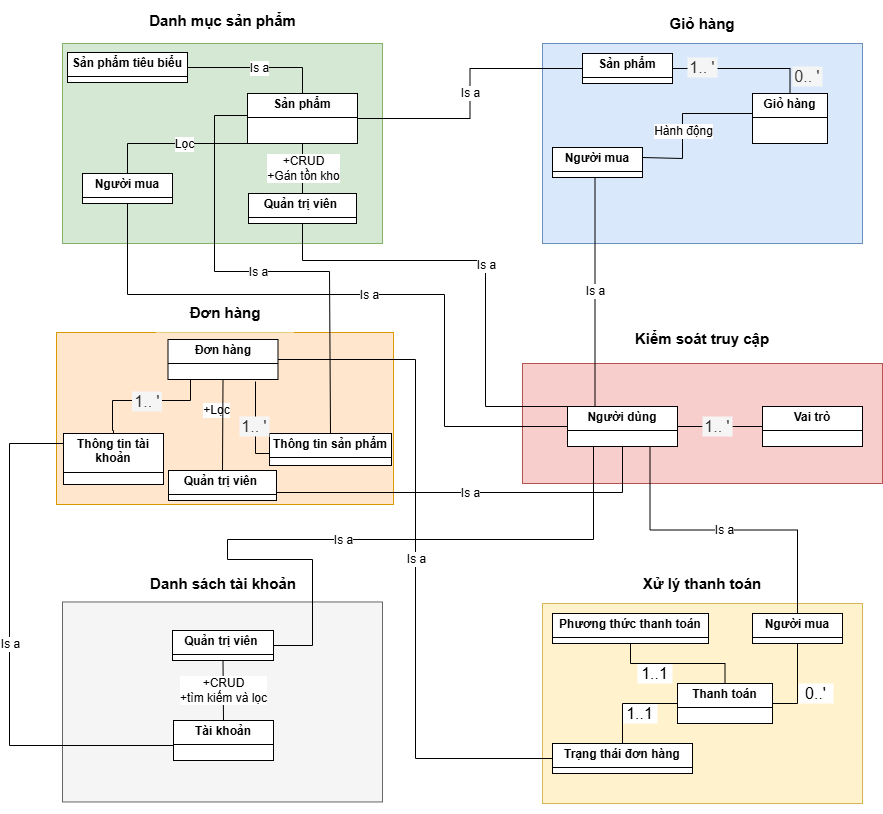 Danh mục sản phẩm
Sản phẩm tiêu biểu
Is a
Sản phẩm
Lọc
+CRUD
+Gán tồn kho
Người mua
Quản trị viên
Giỏ hàng
Sản phẩm
1.. '
0.. '
Giỏ hàng
Hành động
Người mua
Is a
Is a
Is a
Is a
Is a
Đơn hàng
Đơn hàng
1.. '
+Lọc
1.. '
Thông tin tài
khoản
Thông tin sản phẩm
Quản trị viên
Is a
Is a
Kiểm soát truy cập
Người dùng
1.. '
Vai trò
Is a
Is a
Is a
Is a
Danh sách tài khoản
Quản trị viên
+CRUD
+tìm kiếm và lọc
Tài khoản
Xử lý thanh toán
Phương thức thanh toán
Người mua
1..1
Thanh toán
0..'
1..1
Trạng thái đơn hàng